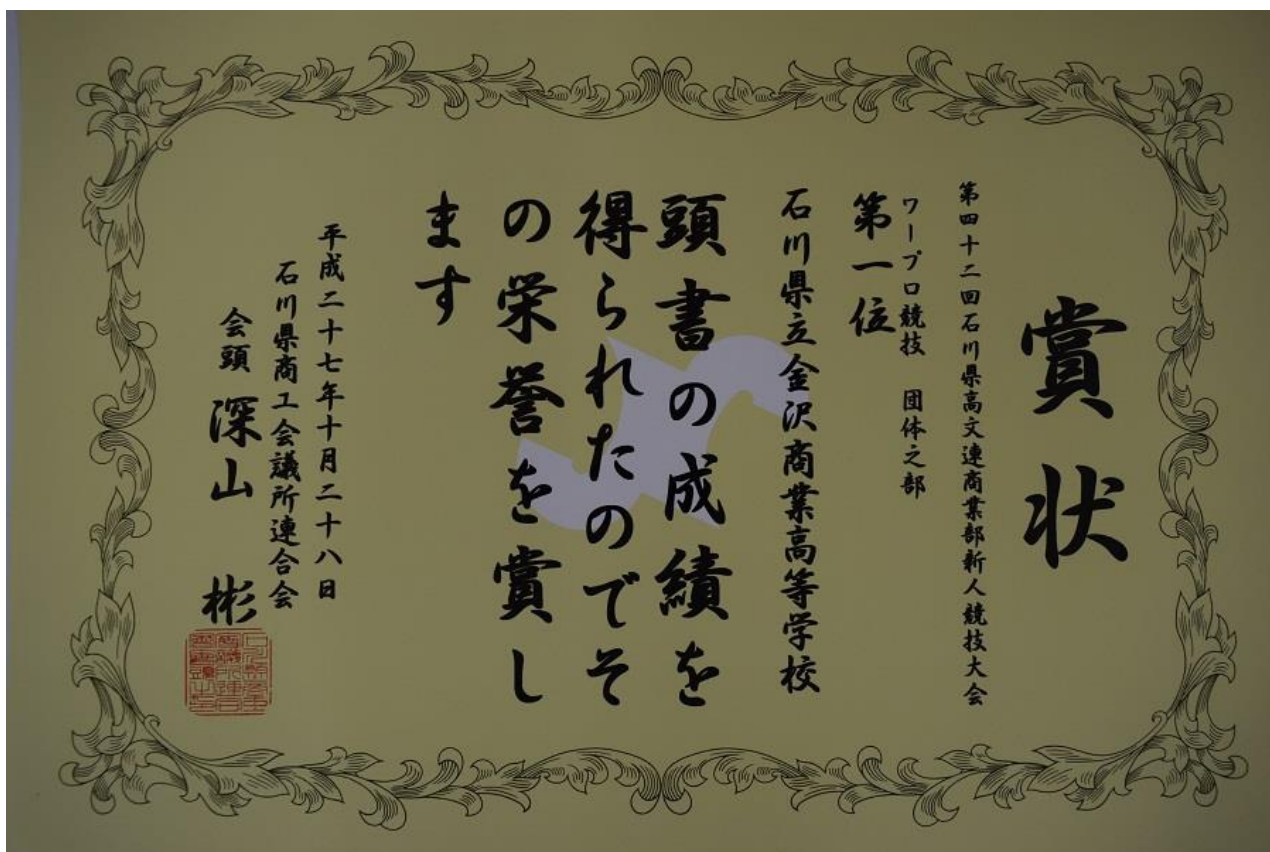 賞状
第四十二回石川県高文連商業部新人競技大会
ワープロ競技　団体之部
第一位
石川県立金沢商業高等学校
頭書の成績を
得られたのでそ
の栄誉を賞し
ます
平成二十七年十月二十八日
石川県商工会議所連合会
会頭　深山　彬